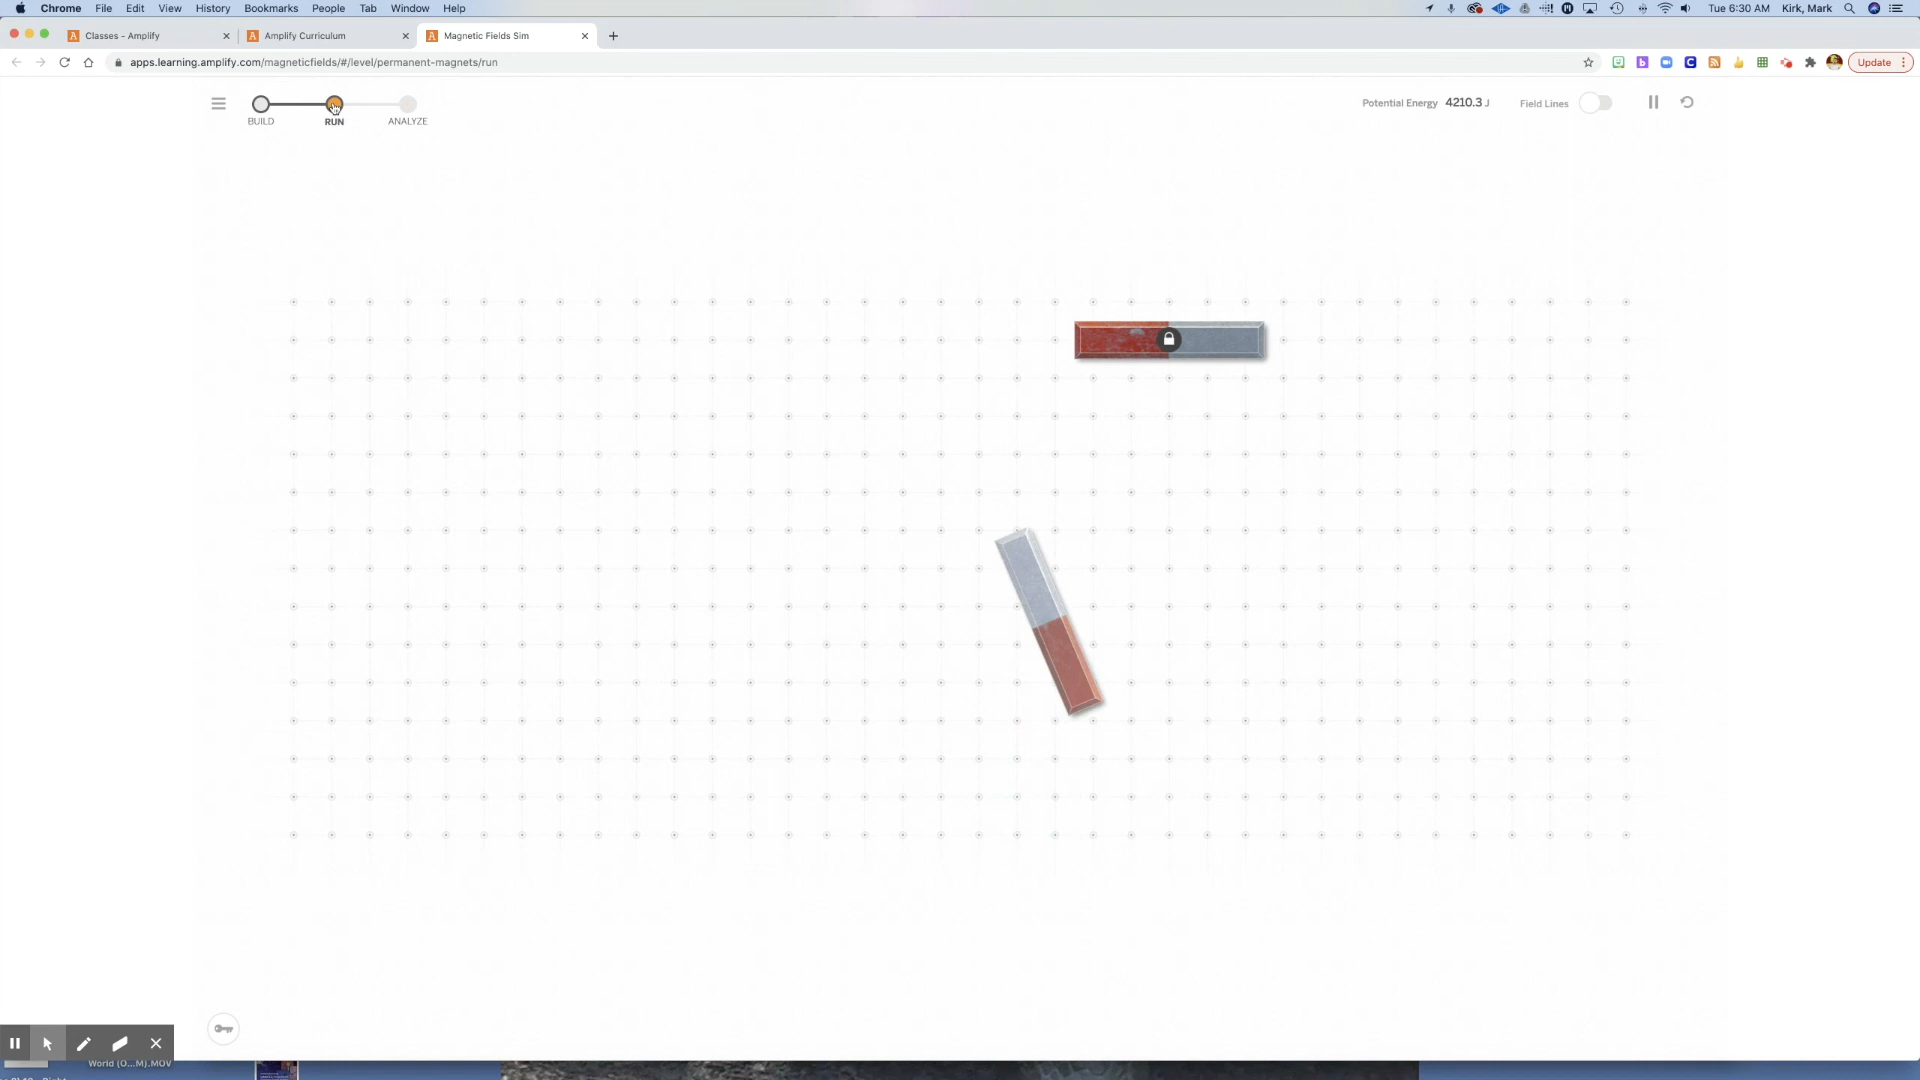 Chrome File Edit View History Bookmarks People Tab Window Help Tue 6:30 AM Kirk, Mark
Classes - Amplify Amplify Curriculum Magnetic Fields Sim
apps.learning.amplify.com/magneticfields/#/level/permanent-magnets/run Update
BUILD RUN ANALYZE
Potential Energy 4210.3 J Field Lines
World (O...M).MOV